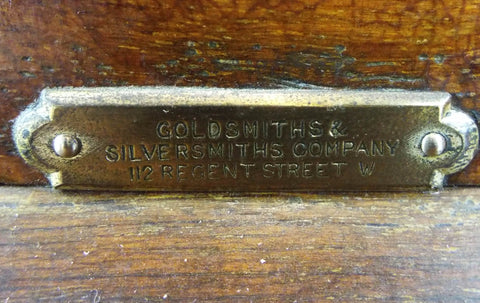 GOLDSMITHS &
SILVERSMITHS COMPANY
112 REGENT STREET W